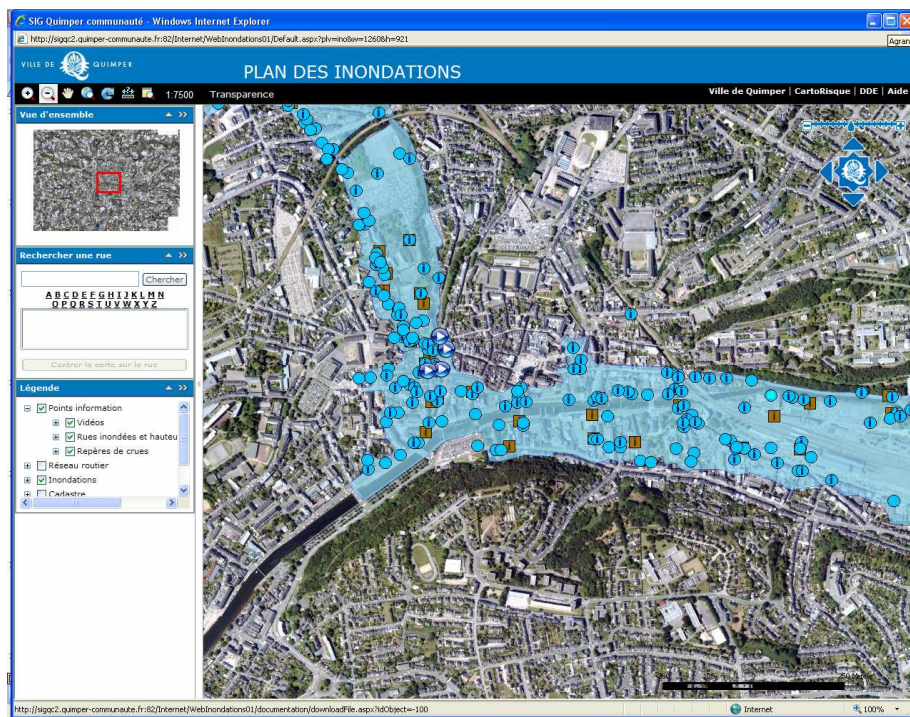 SIG Quimper communauté - Windows Internet Explorer
http://sigqc2.quimper-communaute.fr:82/Internet/WebInondations01/Default.aspx?plv=ino&w=1260&h=921
Agran
VILLE DE QUIMPER
PLAN DES INONDATIONS
1:7500 Transparence
Ville de Quimper | CartoRisque | DDE | Aide
Vue d'ensemble
Rechercher une rue
Chercher
A B C D E F G H I J K L M N
O P Q R S T U V W X Y Z
Centrer la carte sur la rue
Légende
Points information
Vidéos
Rues inondées et hauteu
Repères de crues
Réseau routier
Inondations
Cadastre
http://sigqc2.quimper-communaute.fr:82/Internet/WebInondations01/documentation/downloadFile.aspx?idObject=-100
Internet
100%